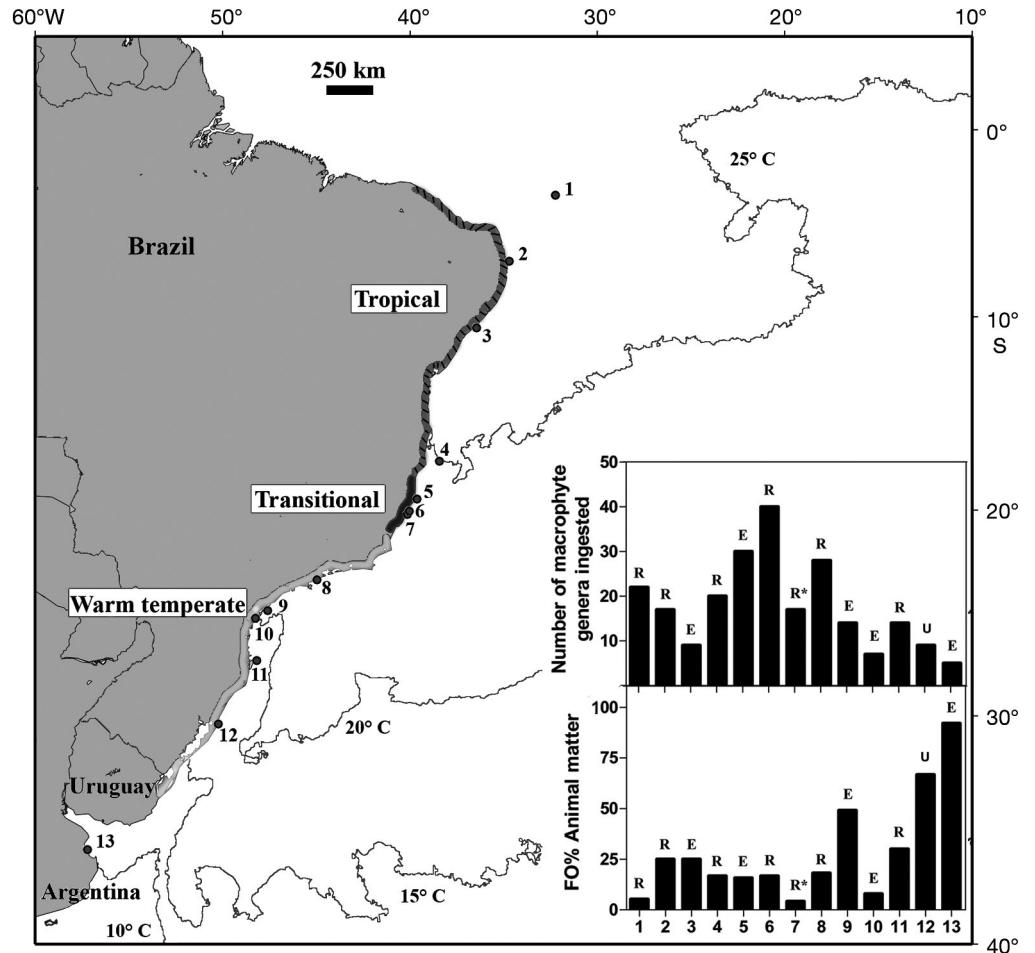 60°W 50° 40° 30° 20° 10°
250 km
0°
25° C
1
Brazil
2
Tropical
10°
S
3
4
Transitional
5
6
7
20°
8
Warm temperate
9
10
11
12
20° C
30°
Uruguay
13
Argentina
15° C
10° C
40°
Number of macrophyte
genera ingested
50
40
30
20
10
R R E R E R R* R E E R U E
FO% Animal matter
100
75
50
25
0
R R E R E R R* R E E R U E
1 2 3 4 5 6 7 8 9 10 11 12 13